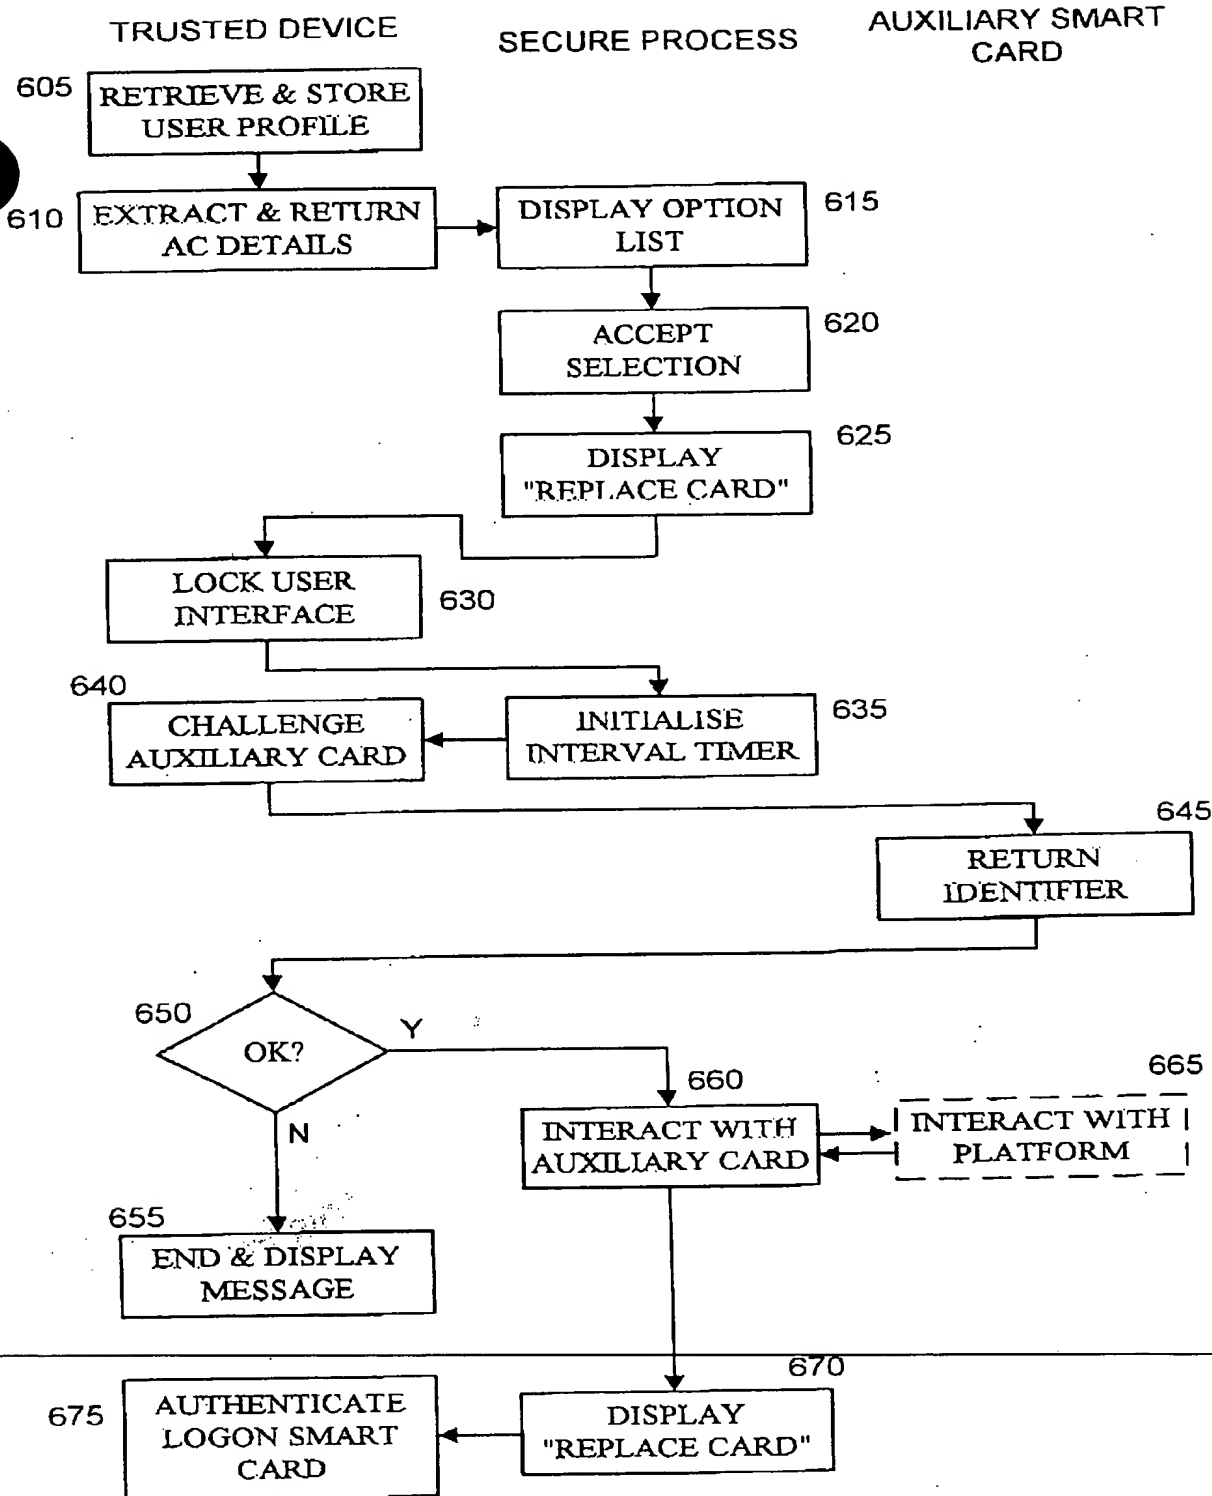 TRUSTED DEVICE
SECURE PROCESS
AUXILIARY SMART
CARD
605
RETRIEVE & STORE
USER PROFILE
610
EXTRACT & RETURN
AC DETAILS
DISPLAY OPTION
LIST
615
ACCEPT
SELECTION
620
DISPLAY
"REPLACE CARD"
625
LOCK USER
INTERFACE
630
640
CHALLENGE
AUXILIARY CARD
INITIALISE
INTERVAL TIMER
635
645
RETURN
IDENTIFIER
650
OK?
Y
N
660
INTERACT WITH
AUXILIARY CARD
665
INTERACT WITH
PLATFORM
655
END & DISPLAY
MESSAGE
670
DISPLAY
"REPLACE CARD"
675
AUTHENTICATE
LOGON SMART
CARD